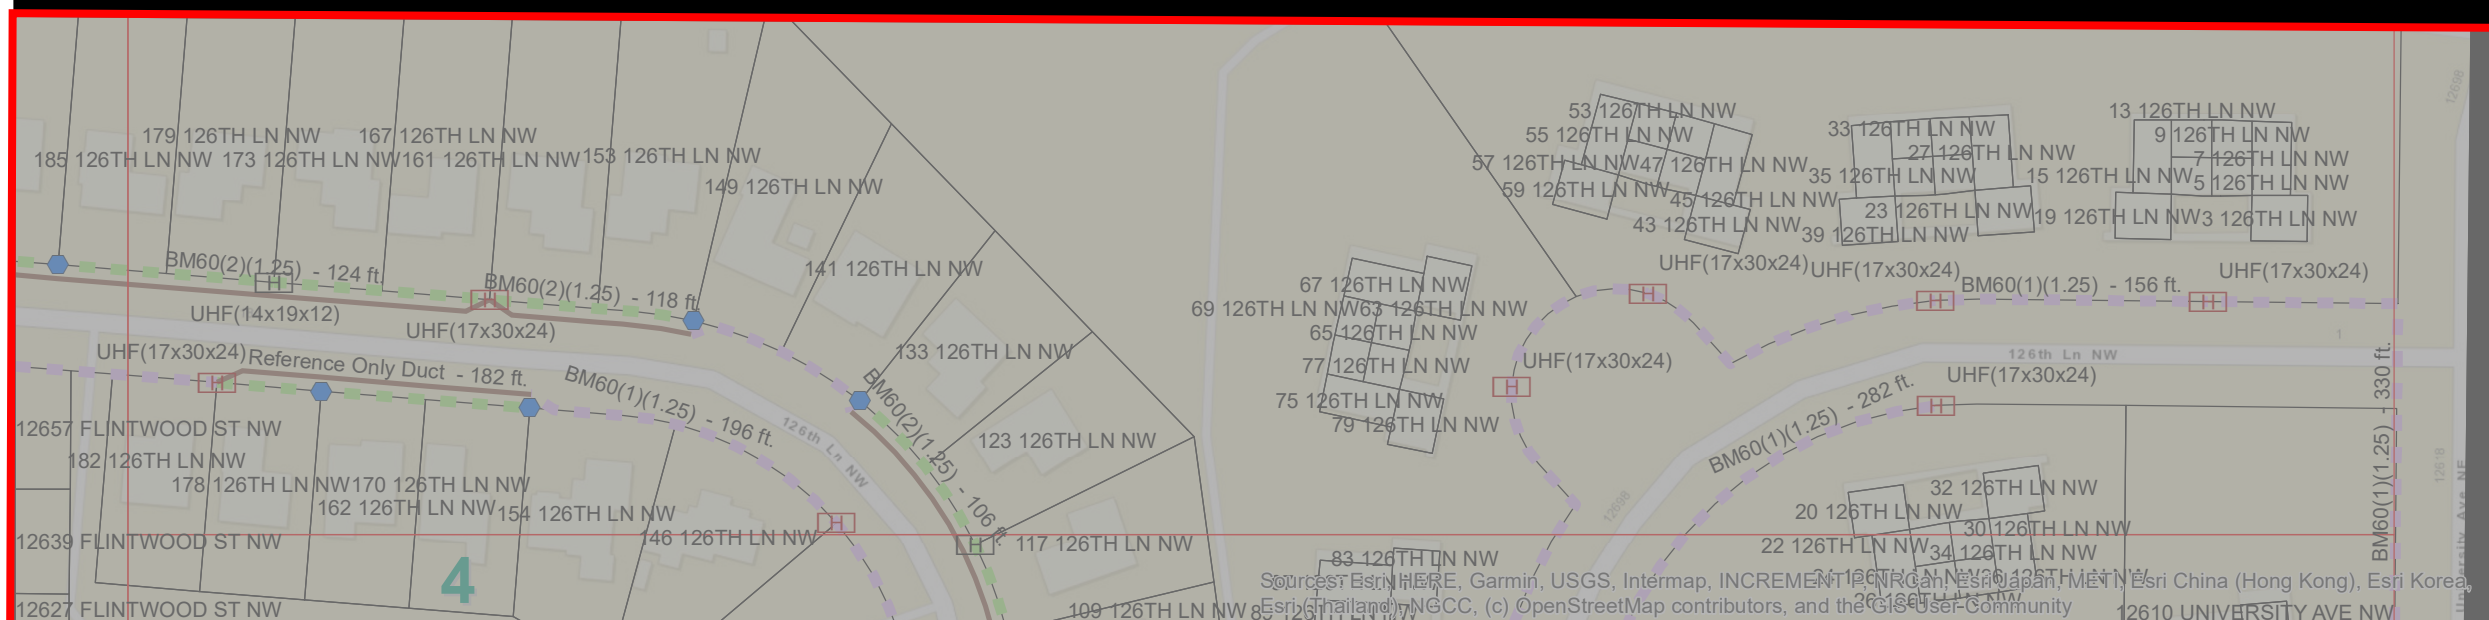 53 126TH LN NW
13 126TH LN NW
179 126TH LN NW
167 126TH LN NW
55 126TH LN NW
33 126TH LN NW
9 126TH LN NW
185 126TH LN NW
173 126TH LN NW
161 126TH LN NW
153 126TH LN NW
57 126TH LN NW
47 126TH LN NW
27 126TH LN NW
7 126TH LN NW
149 126TH LN NW
59 126TH LN NW
35 126TH LN NW
15 126TH LN NW
5 126TH LN NW
45 126TH LN NW
43 126TH LN NW
23 126TH LN NW
39 126TH LN NW
19 126TH LN NW
3 126TH LN NW
12698
BM60(2)(1.25) - 124 ft.
BM60(2)(1.25) - 118 ft.
141 126TH LN NW
UHF(17x30x24)
UHF(17x30x24)
UHF(17x30x24)
BM60(1)(1.25) - 156 ft.
67 126TH LN NW
69 126TH LN NW
63 126TH LN NW
65 126TH LN NW
UHF(14x19x12)
UHF(17x30x24)
UHF(17x30x24)
Reference Only Duct - 182 ft.
133 126TH LN NW
77 126TH LN NW
UHF(17x30x24)
126th Ln NW
1
UHF(17x30x24)
BM60(1)(1.25) - 196 ft.
BM60(2)(1.25) - 106 ft.
75 126TH LN NW
79 126TH LN NW
BM60(1)(1.25) - 282 ft.
BM60(1)(1.25) - 330 ft.
12657 FLINTWOOD ST NW
126th Ln NW
123 126TH LN NW
182 126TH LN NW
178 126TH LN NW
170 126TH LN NW
162 126TH LN NW
154 126TH LN NW
146 126TH LN NW
12698
32 126TH LN NW
20 126TH LN NW
30 126TH LN NW
12618
University Ave NE
12639 FLINTWOOD ST NW
117 126TH LN NW
83 126TH LN NW
22 126TH LN NW
34 126TH LN NW
4
12627 FLINTWOOD ST NW
109 126TH LN NW
12610 UNIVERSITY AVE NW
Sources: Esri, HERE, Garmin, USGS, Intermap, INCREMENT P, NRCan, Esri Japan, METI, Esri China (Hong Kong), Esri Korea,
Esri (Thailand), NGCC, (c) OpenStreetMap contributors, and the GIS User Community